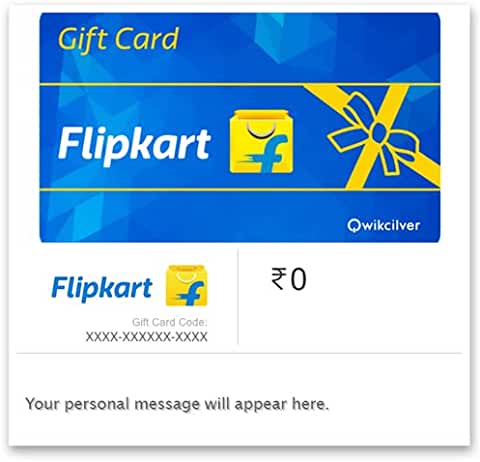 Gift Card
Flipkart
Qwikcilver
Flipkart
₹0
Gift Card Code:
XXXX-XXXXXX-XXXX
Your personal message will appear here.